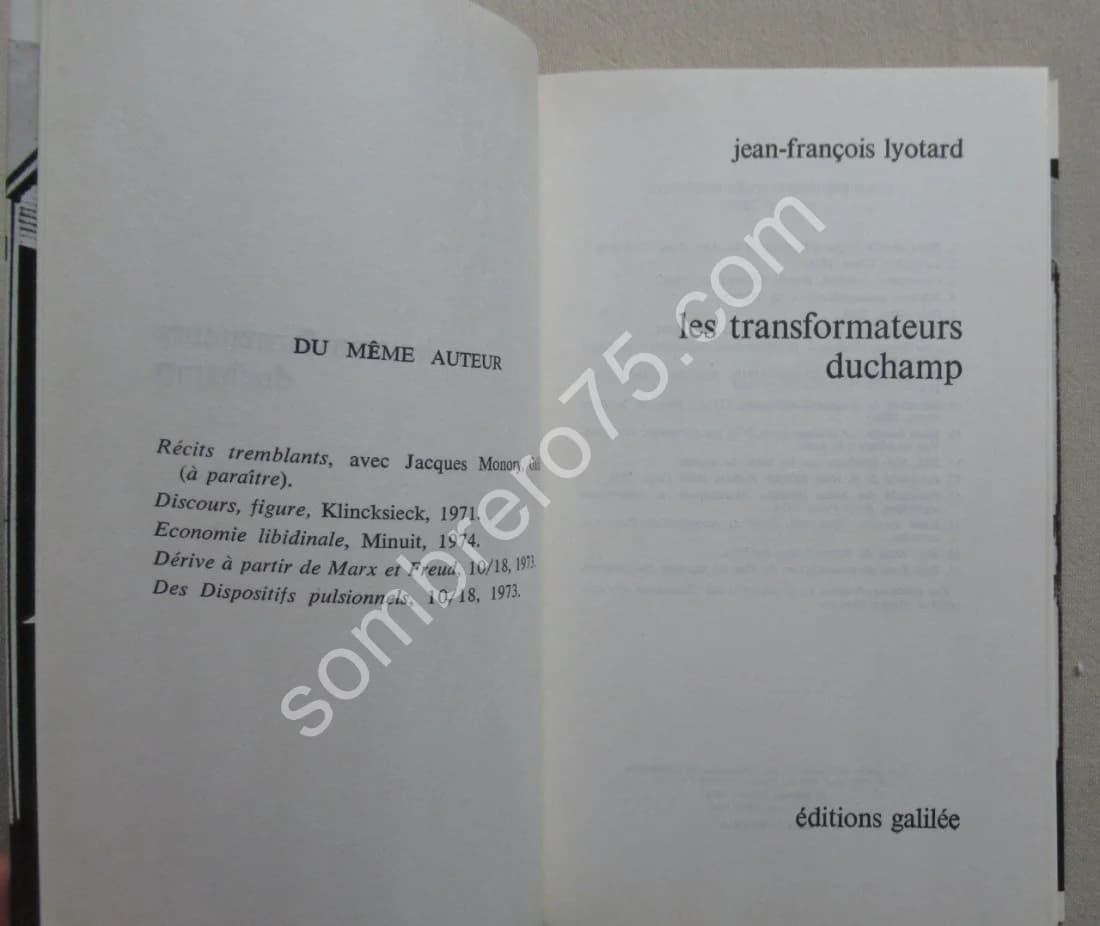 DU MÊME AUTEUR
Récits tremblants, avec Jacques Monory,
(à paraître).
Discours, figure, Klincksieck, 1971.
Economie libidinale, Minuit, 1974.
Dérive à partir de Marx et Freud, 10/18, 1973.
Des Dispositifs pulsionnels, 10/18, 1973.
jean-françois lyotard
les transformateurs
duchamp
éditions galilée
sombrero75.com